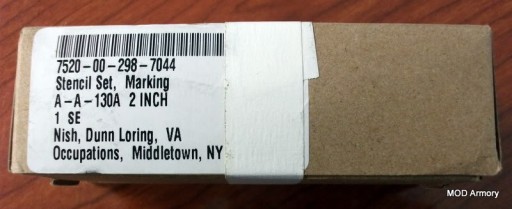 7520-00-298-7044
Stencil Set, Marking
A-A-130A 2 INCH
1 SE
Nish, Dunn Loring, VA
Occupations, Middletown, NY
MOD Armory